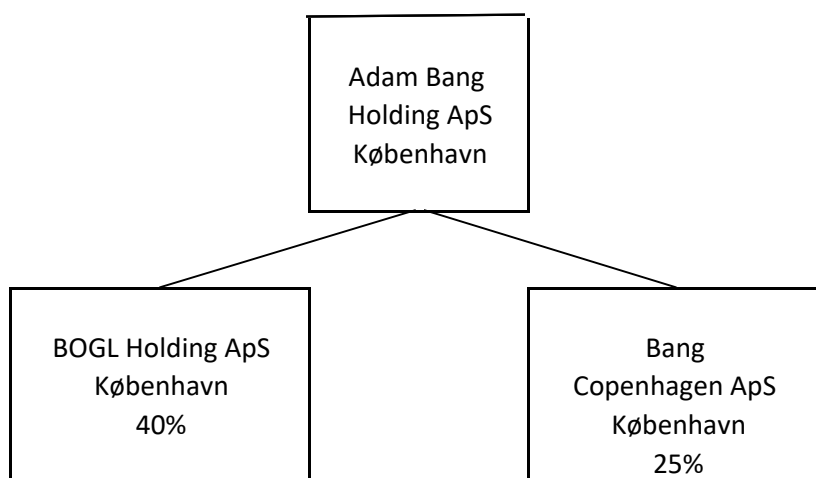 Adam Bang
Holding ApS
København
BOGL Holding ApS
København
40%
Bang
Copenhagen ApS
København
25%